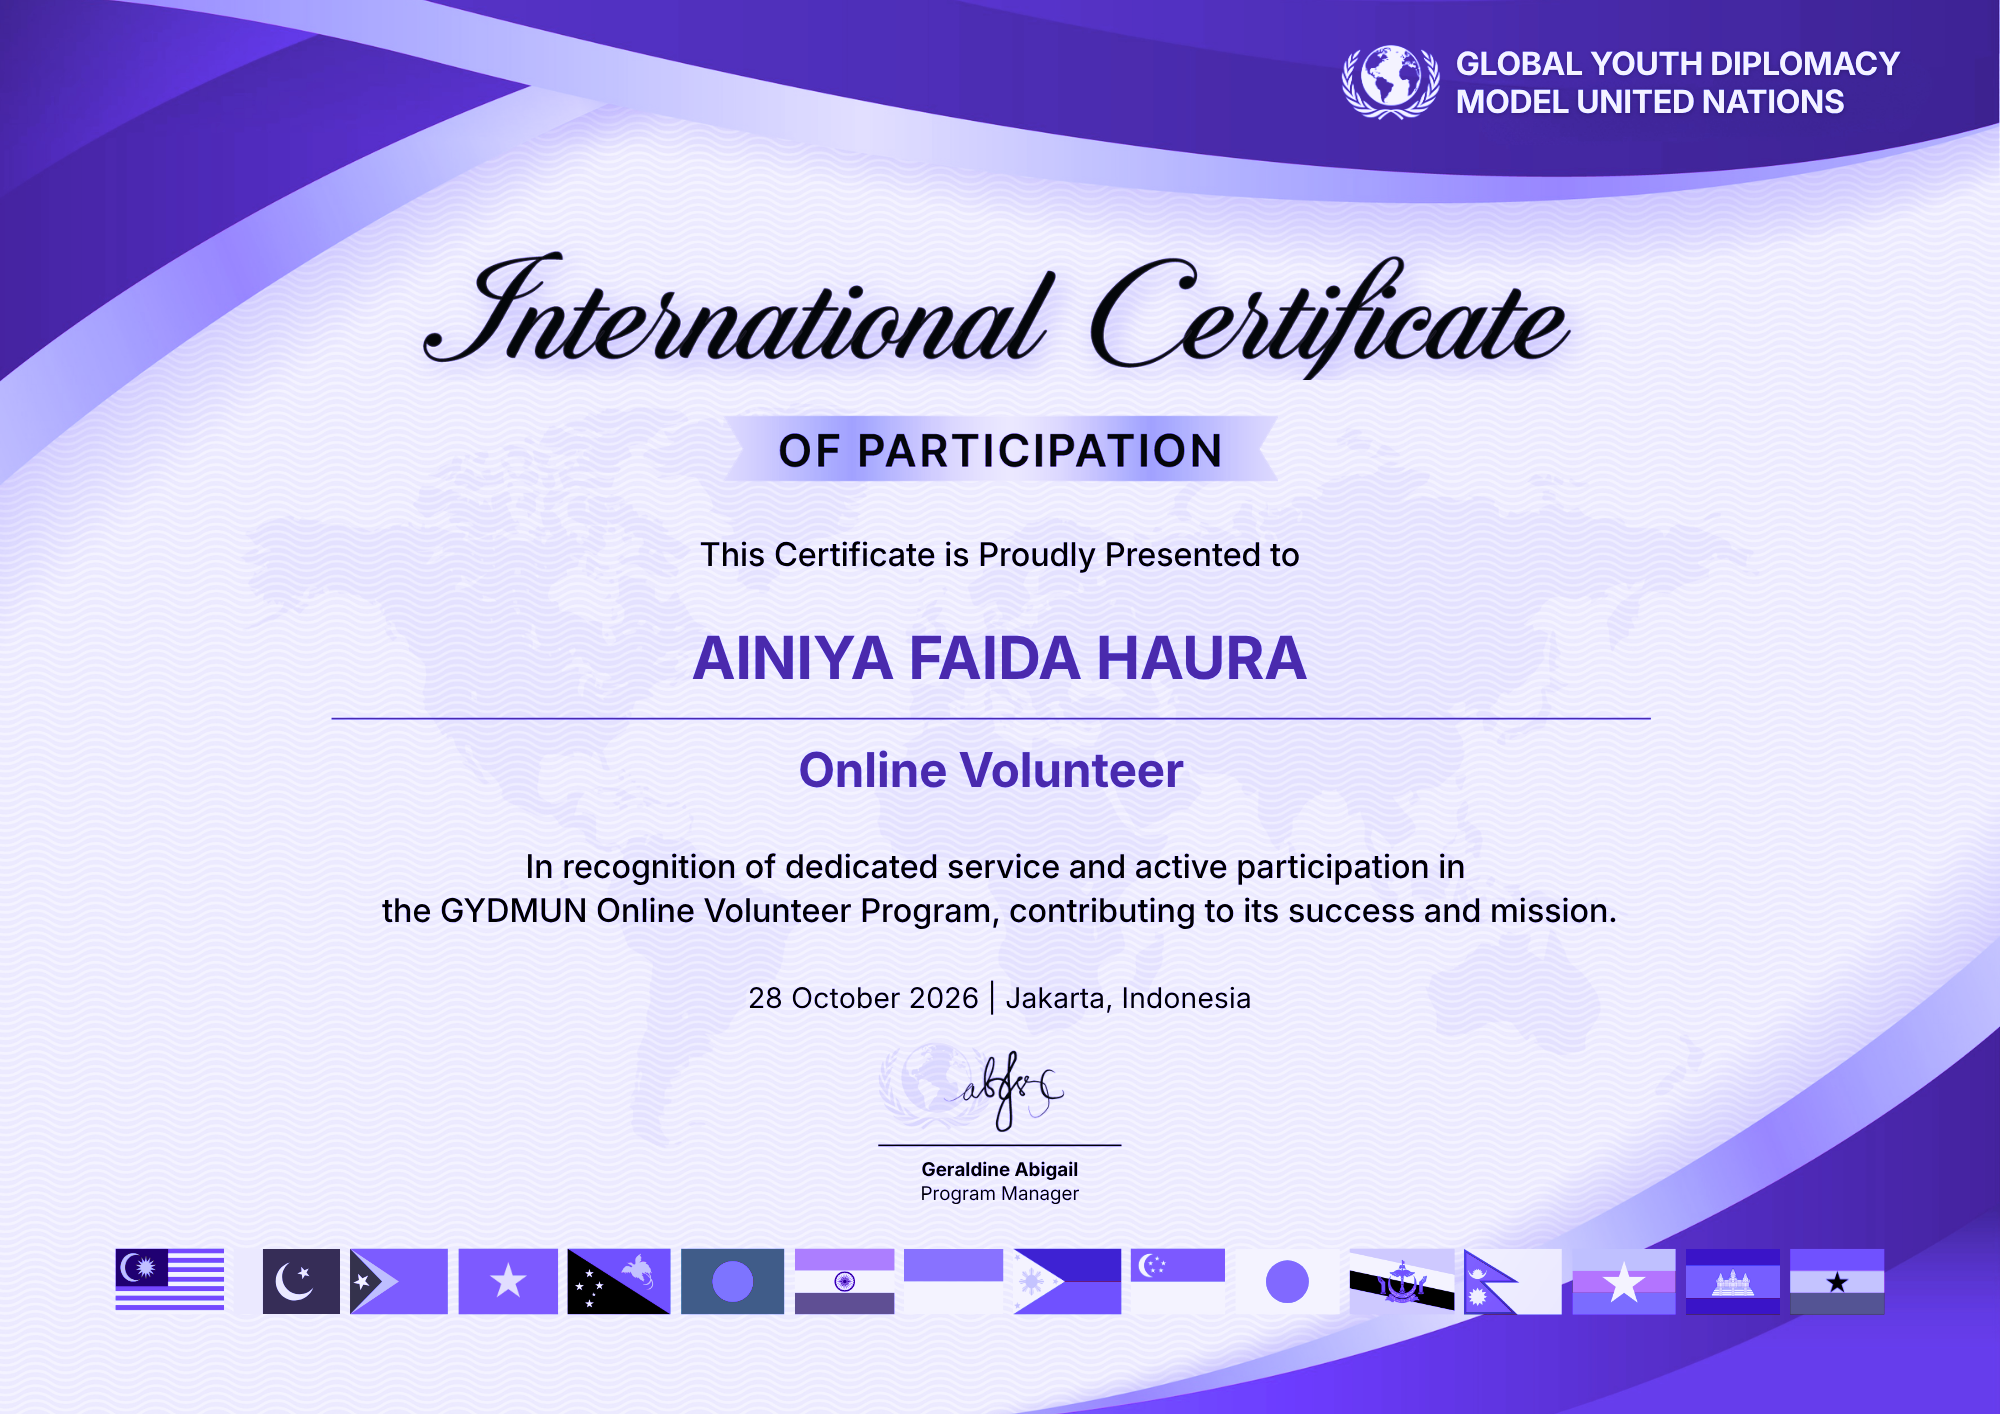 GLOBAL YOUTH DIPLOMACY
MODEL UNITED NATIONS
International Certificate
OF PARTICIPATION
This Certificate is Proudly Presented to
AINIYA FAIDA HAURA
Online Volunteer
In recognition of dedicated service and active participation in
the GYDMUN Online Volunteer Program, contributing to its success and mission.
28 October 2026 | Jakarta, Indonesia
Geraldine Abigail
Program Manager